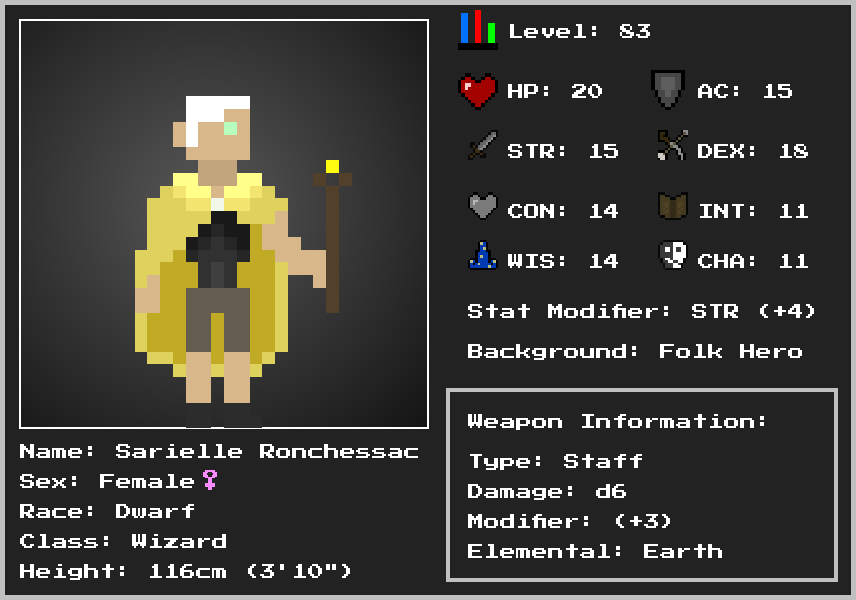 Level: 83
HP: 20 AC: 15
STR: 15 DEX: 18
CON: 14 INT: 11
WIS: 14 CHA: 11
Stat Modifier: STR (+4)
Background: Folk Hero
Weapon Information:
Type: Staff
Damage: d6
Modifier: (+3)
Elemental: Earth
Name: Sarielle Ronchessac
Sex: Female♀
Race: Dwarf
Class: Wizard
Height: 116cm (3'10")